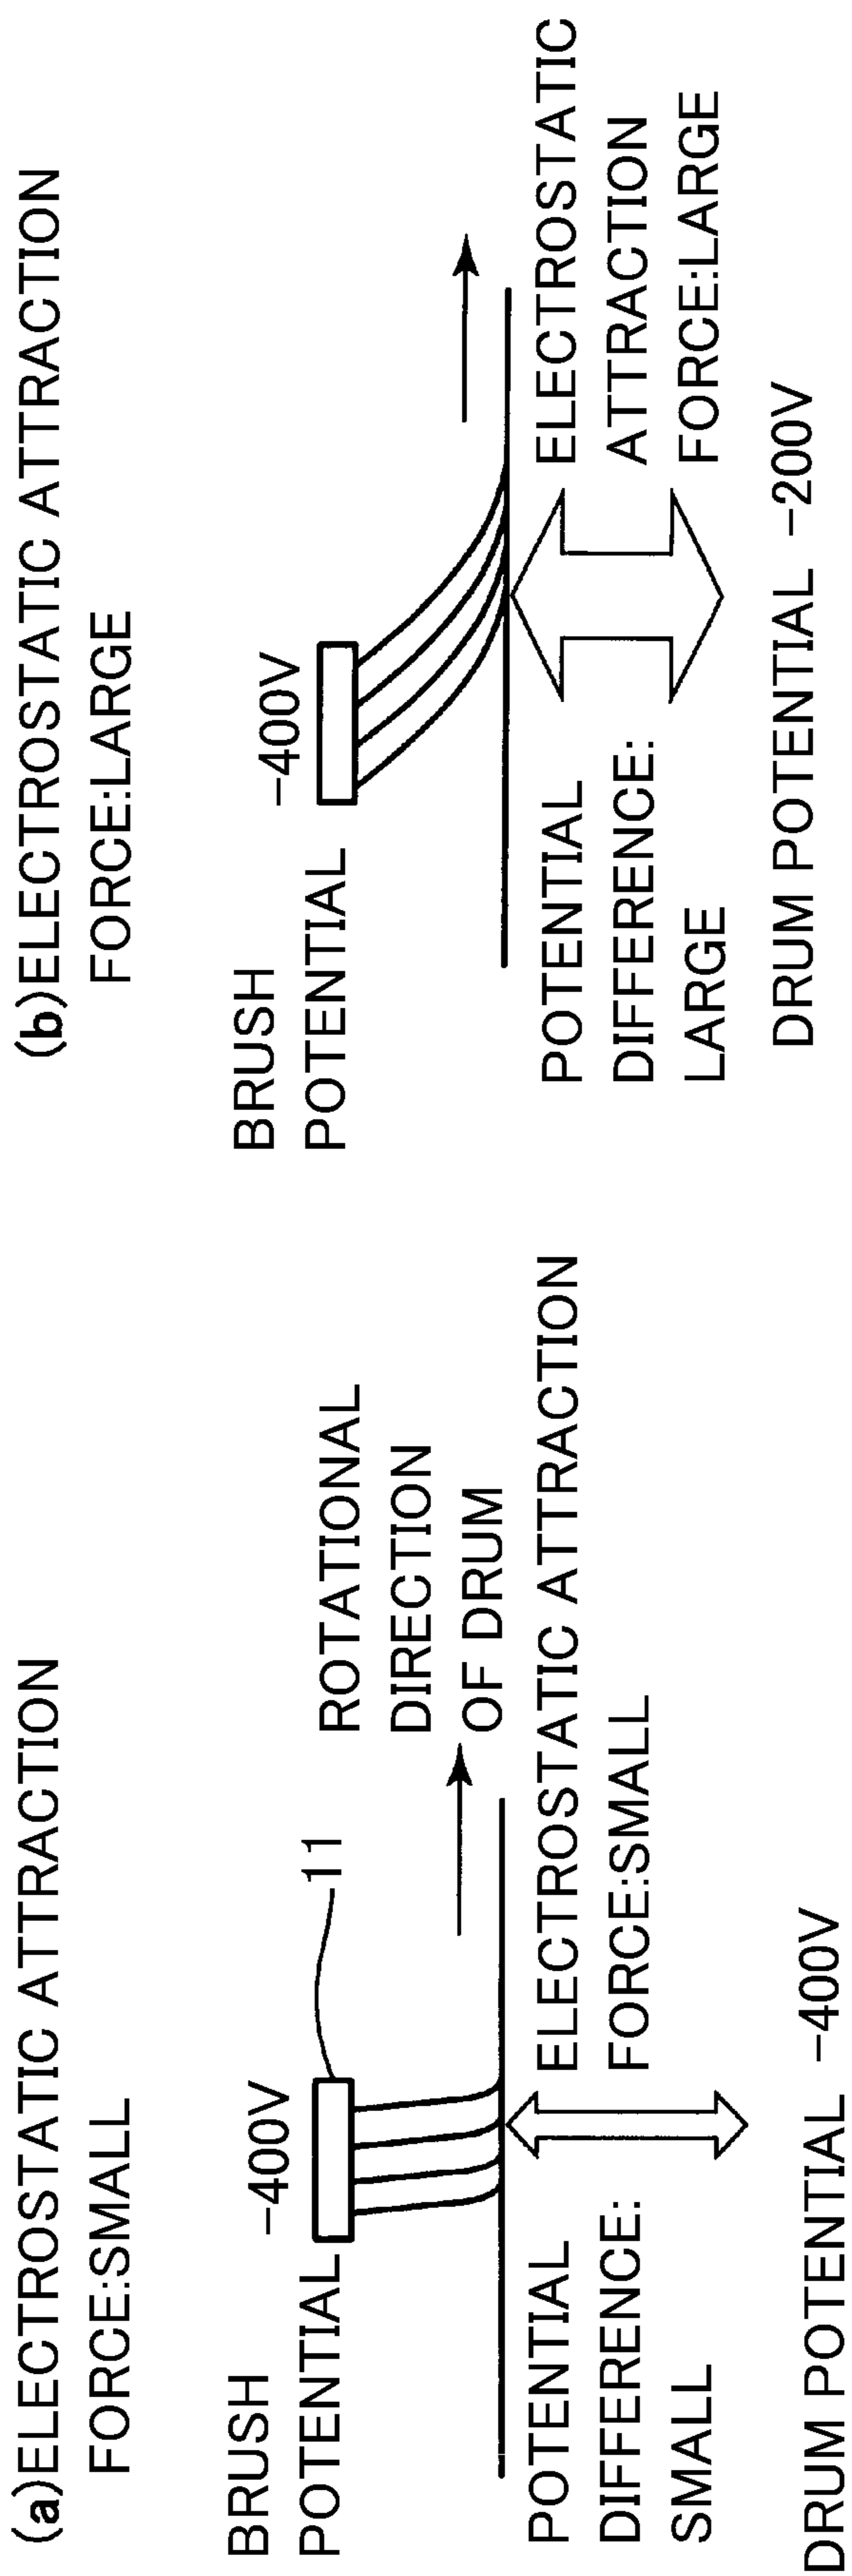 (a)ELECTROSTATIC ATTRACTION
FORCE:SMALL
BRUSH
POTENTIAL
-400V
11
ROTATIONAL
DIRECTION
OF DRUM
POTENTIAL
DIFFERENCE:
SMALL
ELECTROSTATIC ATTRACTION
FORCE:SMALL
DRUM POTENTIAL -400V
(b)ELECTROSTATIC ATTRACTION
FORCE:LARGE
BRUSH
POTENTIAL
-400V
POTENTIAL
DIFFERENCE:
LARGE
ELECTROSTATIC
ATTRACTION
FORCE:LARGE
DRUM POTENTIAL -200V